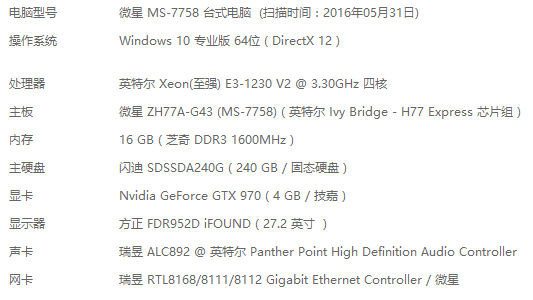 电脑型号 微星 MS-7758 台式电脑 (扫描时间：2016年05月31日)
操作系统 Windows 10 专业版 64位 ( DirectX 12 )
处理器 英特尔 Xeon(至强) E3-1230 V2 @ 3.30GHz 四核
主板 微星 ZH77A-G43 (MS-7758) ( 英特尔 Ivy Bridge - H77 Express 芯片组 )
内存 16 GB ( 芝奇 DDR3 1600MHz )
主硬盘 闪迪 SDSSDA240G ( 240 GB / 固态硬盘 )
显卡 Nvidia GeForce GTX 970 ( 4 GB / 技嘉 )
显示器 方正 FDR952D iFOUND ( 27.2 英寸 )
声卡 瑞昱 ALC892 @ 英特尔 Panther Point High Definition Audio Controller
网卡 瑞昱 RTL8168/8111/8112 Gigabit Ethernet Controller / 微星